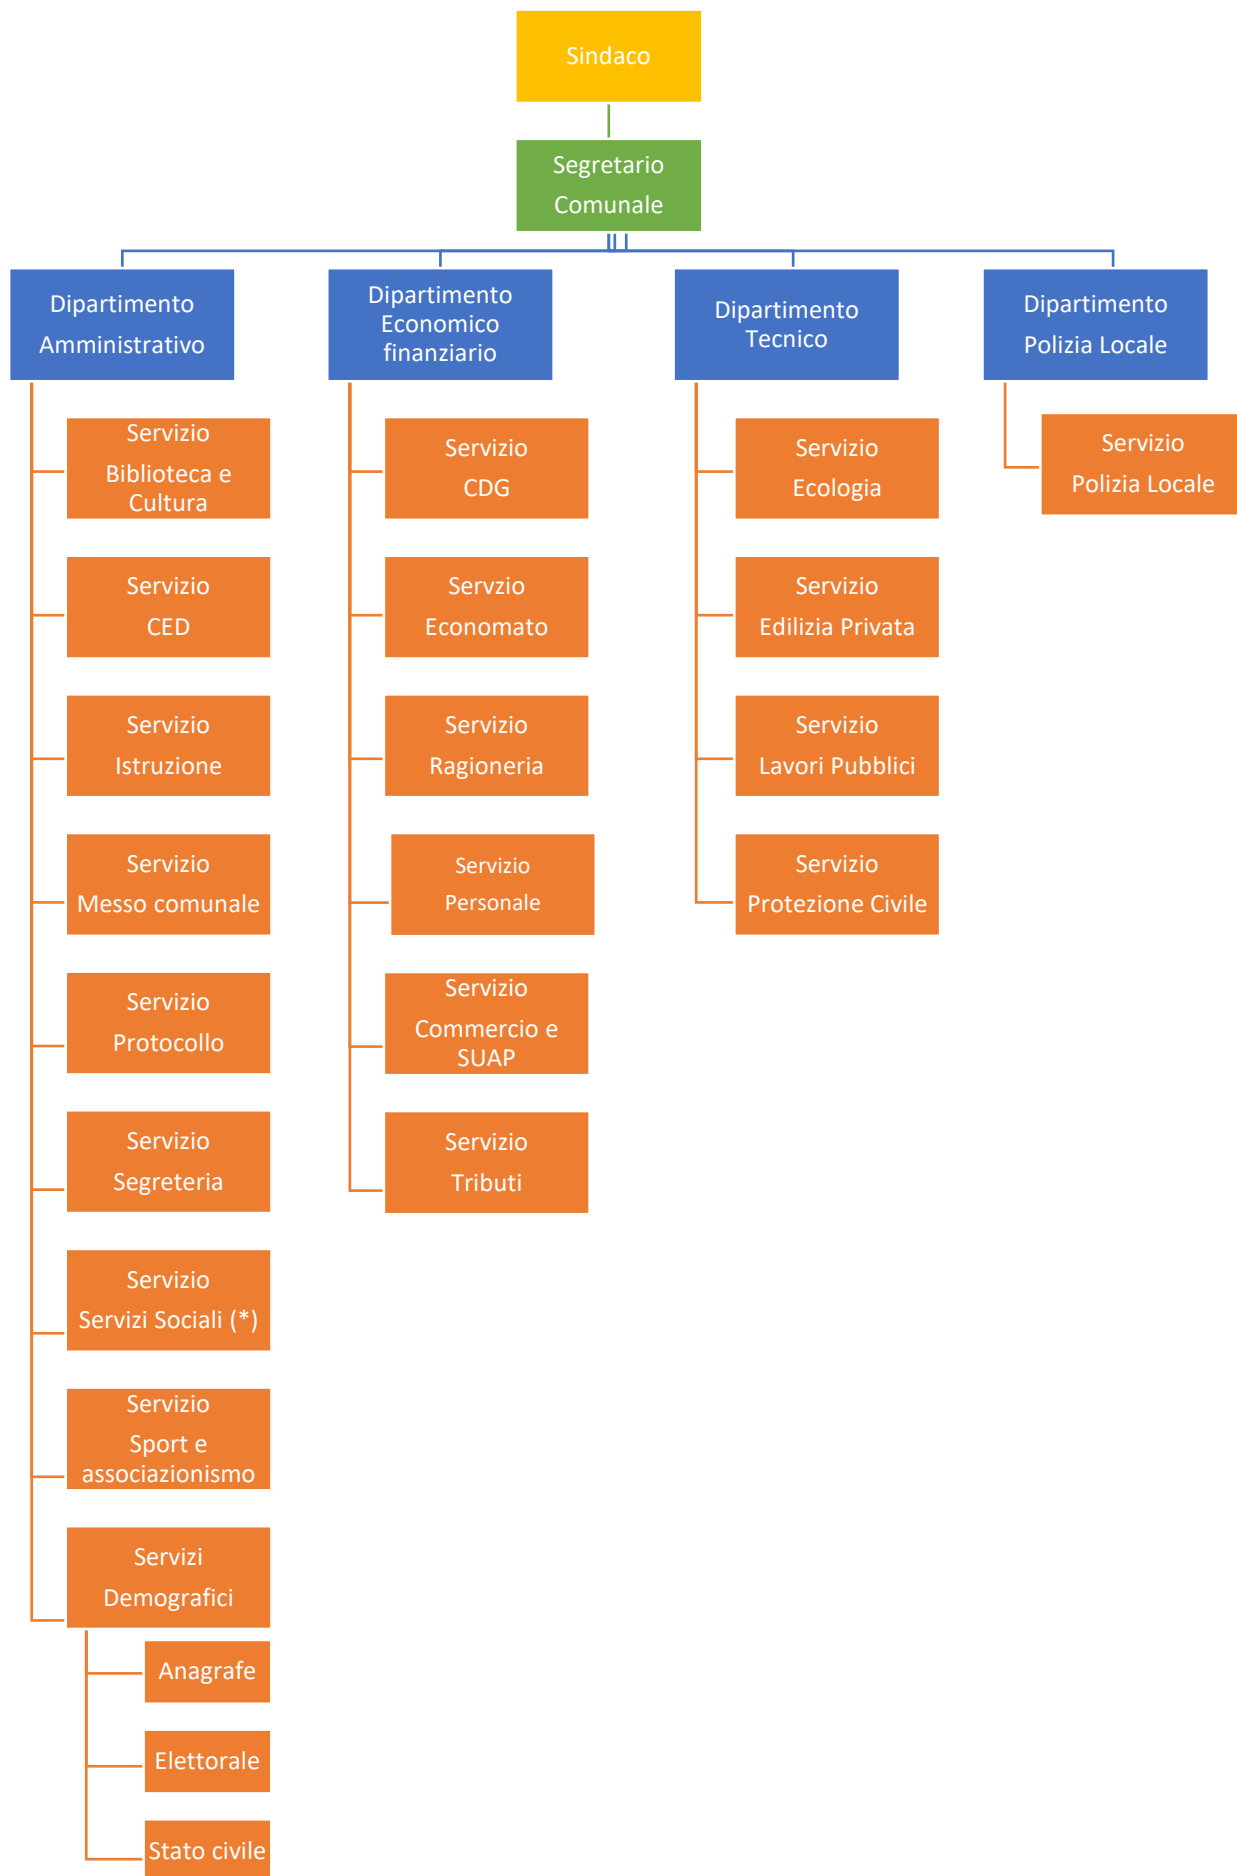 Sindaco
Segretario
Comunale
Dipartimento
Amministrativo
Servizio
Biblioteca e
Cultura
Servizio
CED
Servizio
Istruzione
Servizio
Messo comunale
Servizio
Protocollo
Servizio
Segreteria
Servizio
Servizi Sociali (*)
Servizio
Sport e
associazionismo
Servizi
Demografici
Anagrafe
Elettorale
Stato civile
Dipartimento
Economico
finanziario
Servizio
CDG
Servzio
Economato
Servizio
Ragioneria
Servizio
Personale
Servizio
Commercio e
SUAP
Servizio
Tributi
Dipartimento
Tecnico
Servizio
Ecologia
Servizio
Edilizia Privata
Servizio
Lavori Pubblici
Servizio
Protezione Civile
Dipartimento
Polizia Locale
Servizio
Polizia Locale